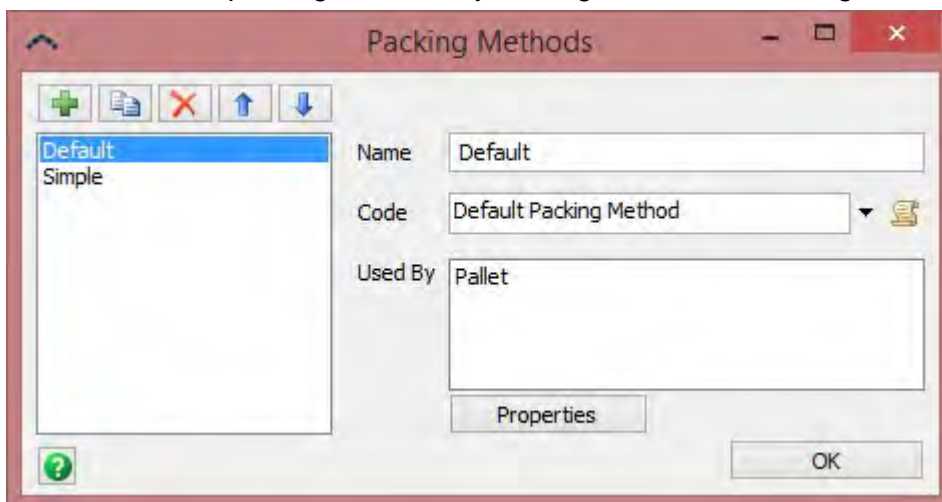 Packing Methods
Default
Simple
Name Default
Code Default Packing Method
Used By Pallet
Properties
OK